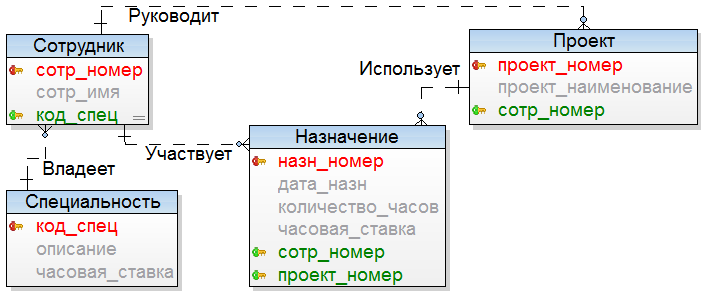 Руководит
Сотрудник
сотр_номер
сотр_имя
код_спец
Проект
проект_номер
проект_наименование
сотр_номер
Использует
Участвует
Владеет
Назначение
назн_номер
дата_назн
количество_часов
часовая_ставка
сотр_номер
проект_номер
Специальность
код_спец
описание
часовая_ставка